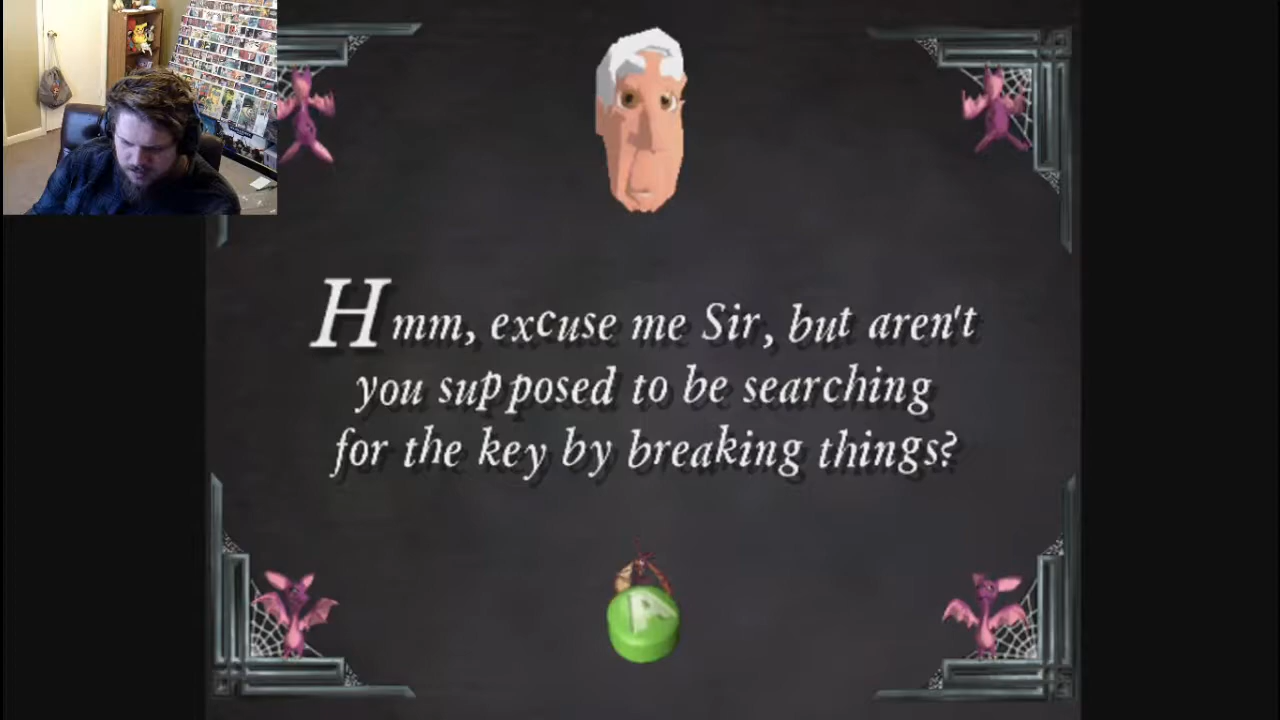 Hmm, excuse me Sir, but aren't
you supposed to be searching
for the key by breaking things?
A